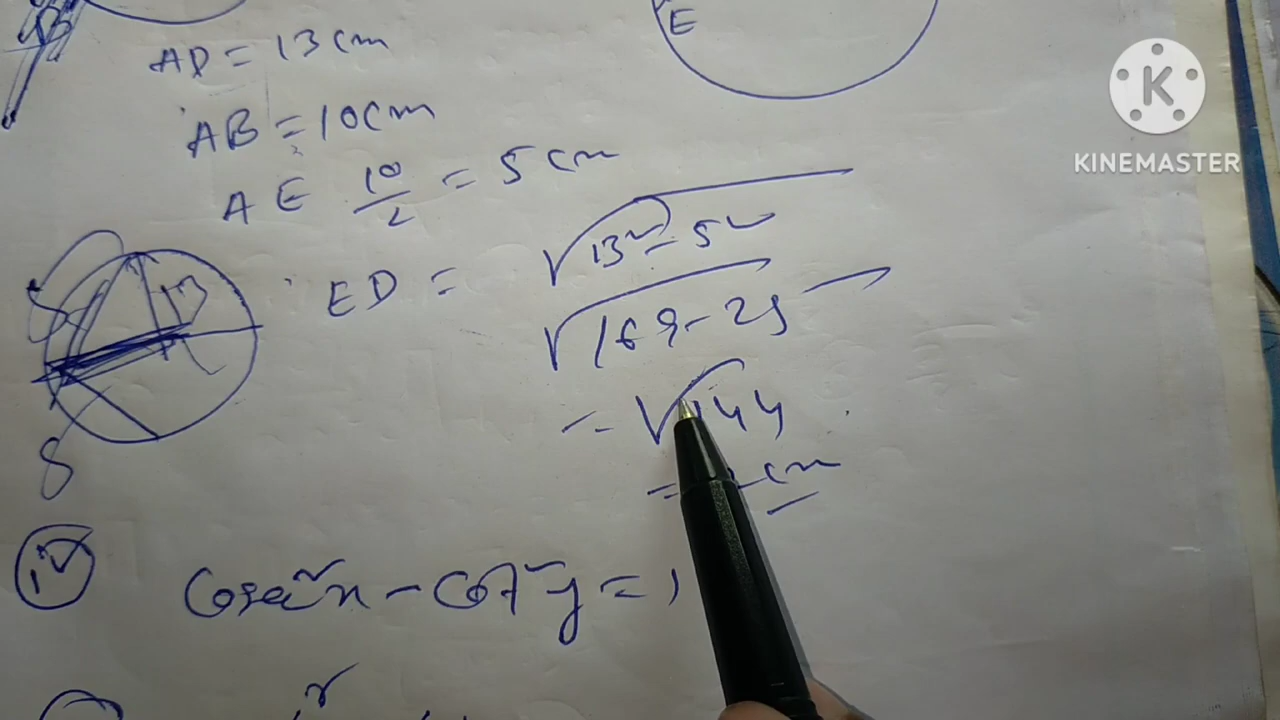 E
AD = 13 cm
K
KINEMASTER
AB = 10 cm
AE 10/2 = 5 cm
ED = √13² - 5²
√169 - 25
= √144
= cm
iv
Cosec²x - Cot²y = 1